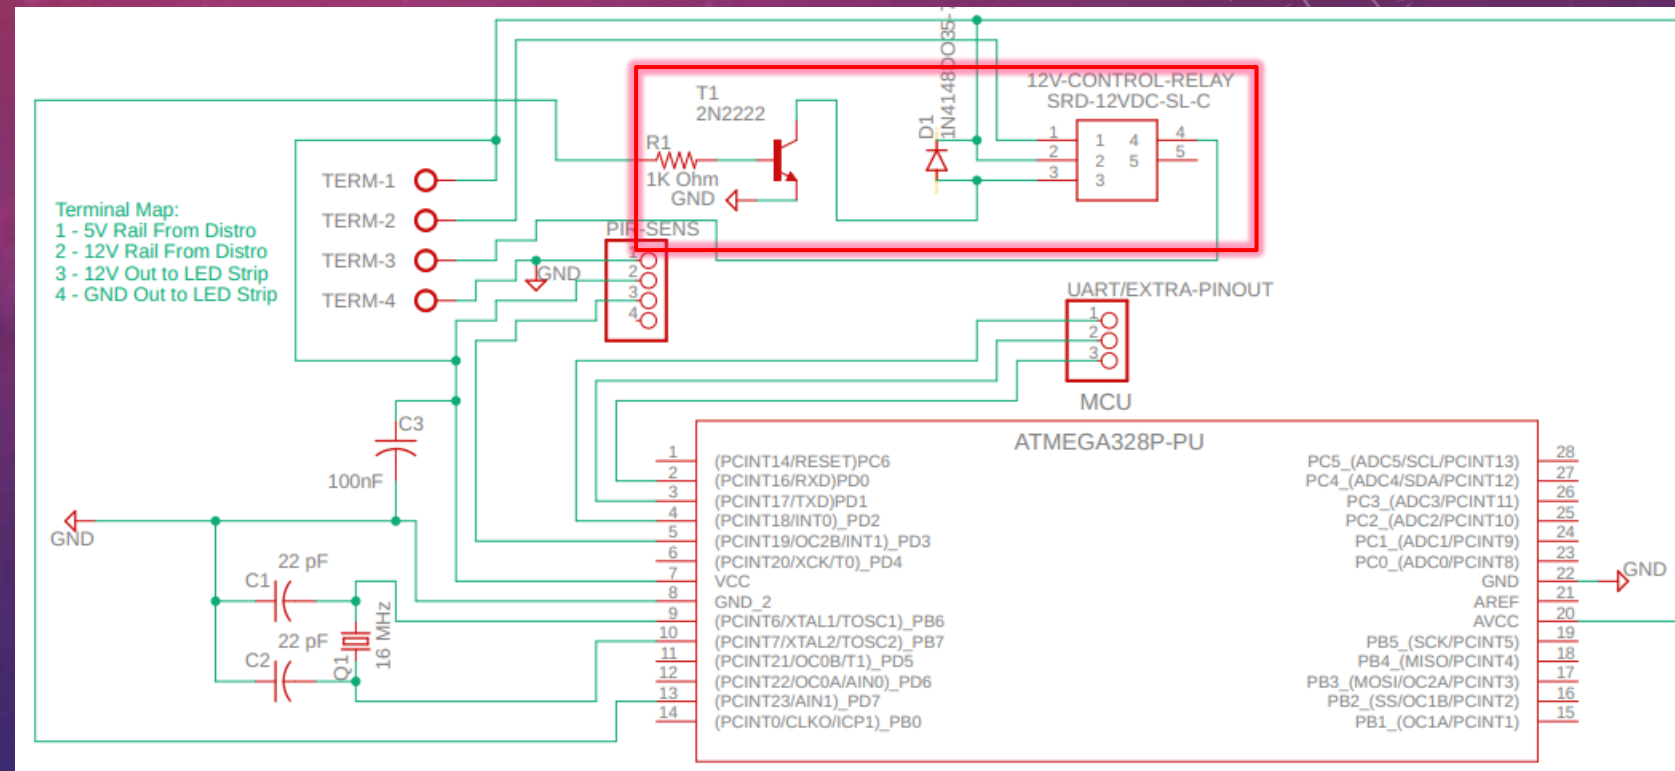 1N4148DO35-
D1
12V-CONTROL-RELAY
SRD-12VDC-SL-C
T1
2N2222
R1
1K Ohm
GND
1 1 4 4
2 2 5 5
3 3
TERM-1
TERM-2
TERM-3
TERM-4
Terminal Map:
1 - 5V Rail From Distro
2 - 12V Rail From Distro
3 - 12V Out to LED Strip
4 - GND Out to LED Strip
PIR-SENS
1
2
3
4
GND
UART/EXTRA-PINOUT
1
2
3
MCU
ATMEGA328P-PU
C3
100nF
GND
22 pF
C1
22 pF
C2
Q1
16 MHz
1 (PCINT14/RESET)PC6
2 (PCINT16/RXD)PD0
3 (PCINT17/TXD)PD1
4 (PCINT18/INT0)_PD2
5 (PCINT19/OC2B/INT1)_PD3
6 (PCINT20/XCK/T0)_PD4
7 VCC
8 GND_2
9 (PCINT6/XTAL1/TOSC1)_PB6
10 (PCINT7/XTAL2/TOSC2)_PB7
11 (PCINT21/OC0B/T1)_PD5
12 (PCINT22/OC0A/AIN0)_PD6
13 (PCINT23/AIN1)_PD7
14 (PCINT0/CLKO/ICP1)_PB0
PC5_(ADC5/SCL/PCINT13) 28
PC4_(ADC4/SDA/PCINT12) 27
PC3_(ADC3/PCINT11) 26
PC2_(ADC2/PCINT10) 25
PC1_(ADC1/PCINT9) 24
PC0_(ADC0/PCINT8) 23
GND 22
AREF 21
AVCC 20
PB5_(SCK/PCINT5) 19
PB4_(MISO/PCINT4) 18
PB3_(MOSI/OC2A/PCINT3) 17
PB2_(SS/OC1B/PCINT2) 16
PB1_(OC1A/PCINT1) 15
GND